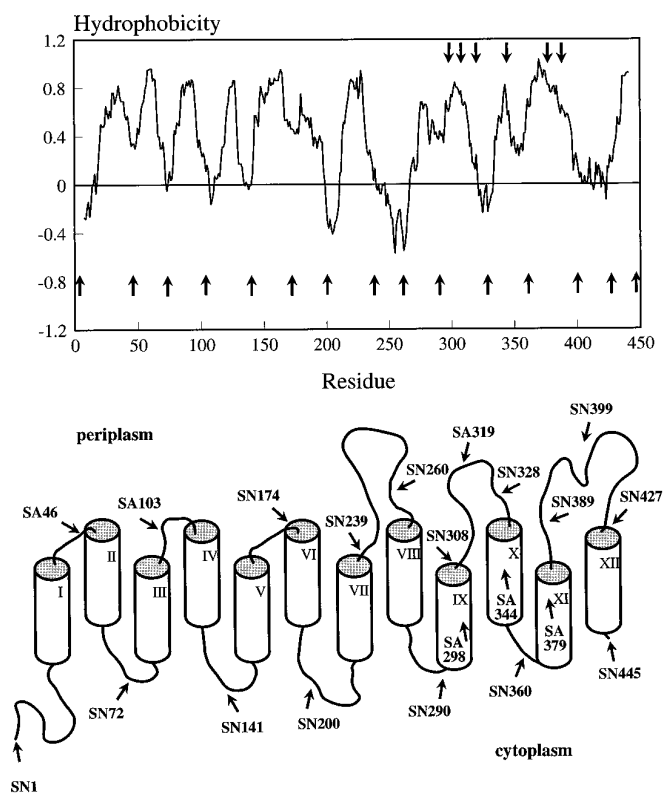 Hydrophobicity
1.2
0.8
0.4
0
-0.4
-0.8
-1.2
0 50 100 150 200 250 300 350 400 450
Residue
periplasm
SN399
SA319
SN260
SN328
SA46
SA103
SN174
SN239
SN308
SN389
SN427
I
II
III
IV
V
VI
VII
VIII
IX
X
XI
XII
SA
298
SA
344
SA
379
SN72
SN141
SN200
SN290
SN360
SN445
SN1
cytoplasm